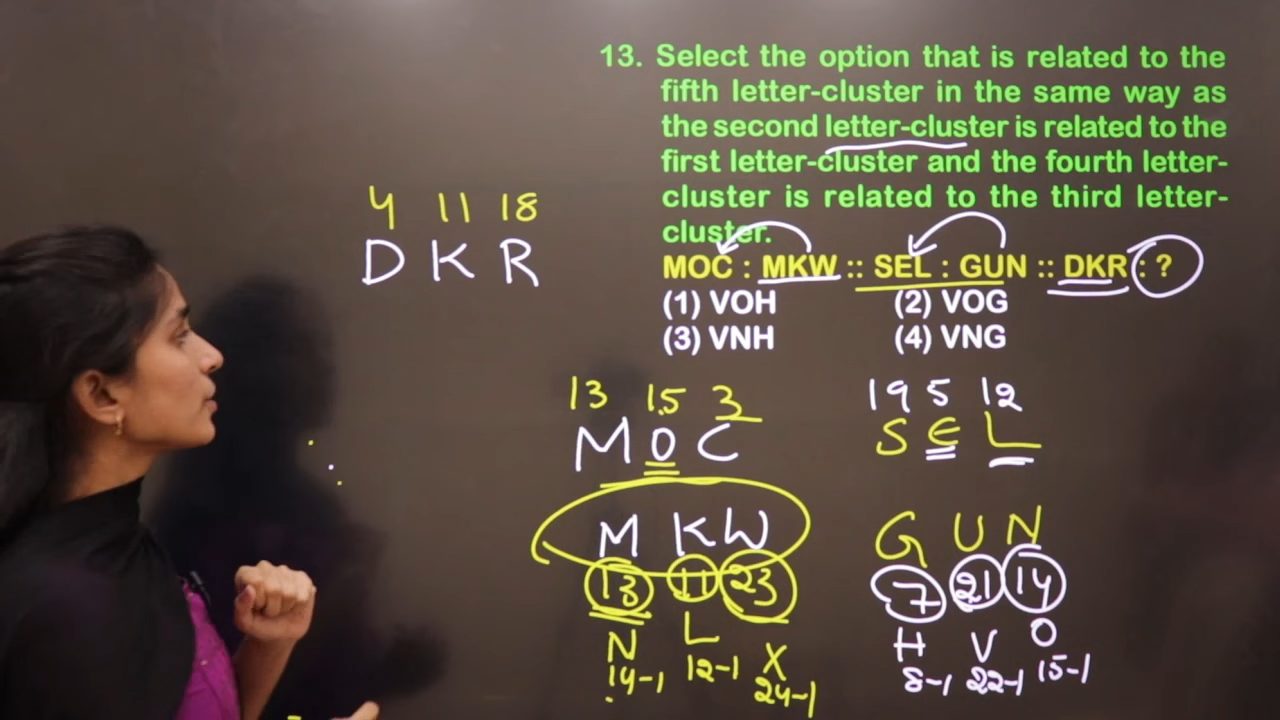 13. Select the option that is related to the
fifth letter-cluster in the same way as
the second letter-cluster is related to the
first letter-cluster and the fourth letter-
cluster is related to the third letter-
cluster.
MOC : MKW :: SEL : GUN :: DKR : ?
(1) VOH (2) VOG
(3) VNH (4) VNG
4 11 18
D K R
13 15 3
M O C
M K W
13 11 23
N L X
14-1 12-1 24-1
19 5 12
S E L
G U N
7 21 14
H V O
8-1 22-1 15-1